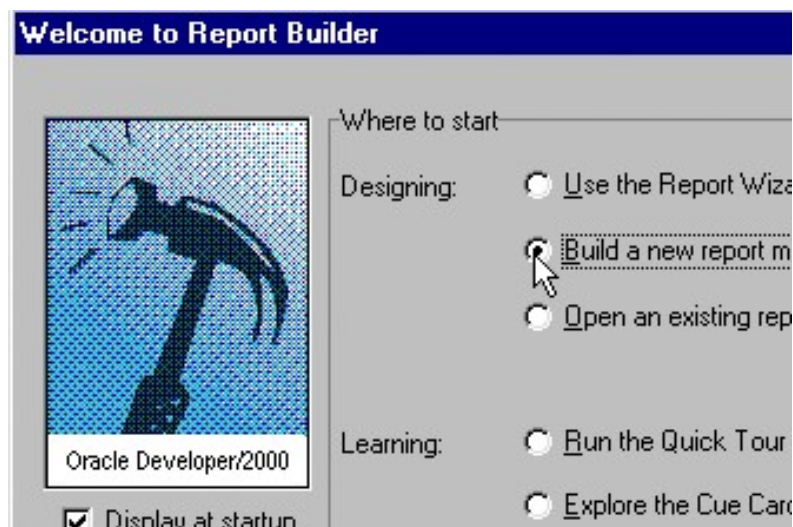 Welcome to Report Builder
Where to start
Designing:
Use the Report Wiza
Build a new report m
Open an existing rep
Learning:
Run the Quick Tour
Explore the Cue Card
Oracle Developer/2000
Display at startup